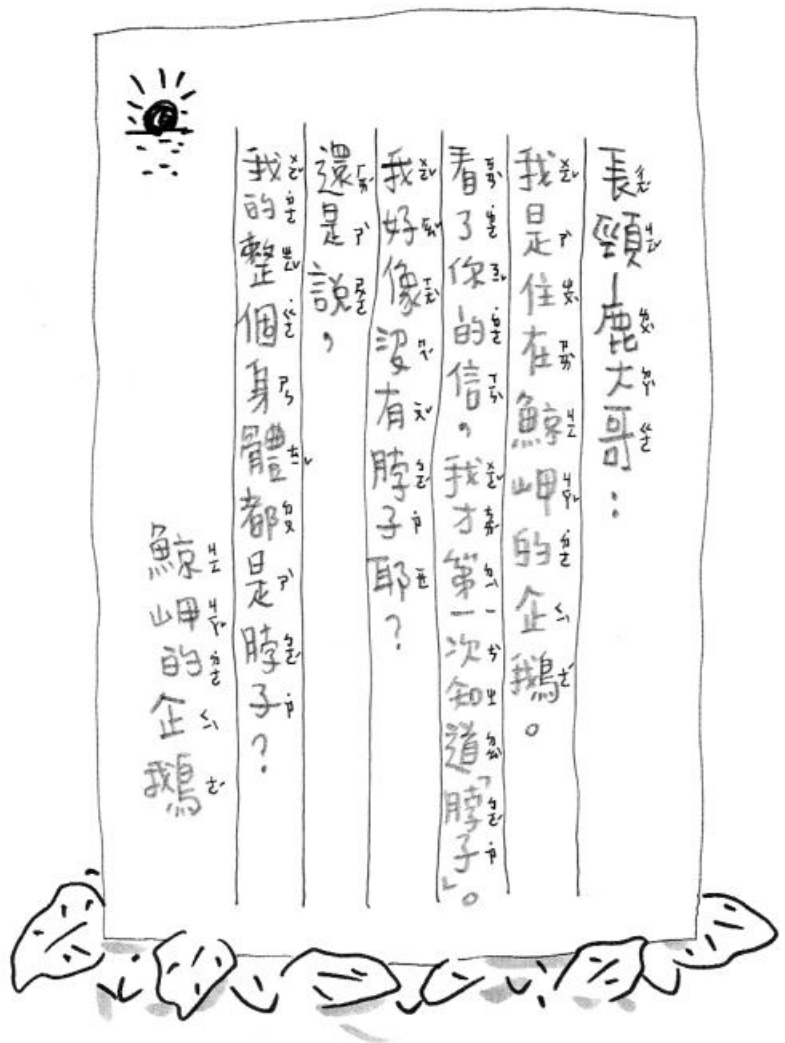 長頸鹿大哥：
我是住在鯨岬的企鵝。
看了你的信，我才第一次知道「脖子」。
我好像沒有脖子耶？
還是說，
我的整個身體都是脖子？
鯨岬的企鵝